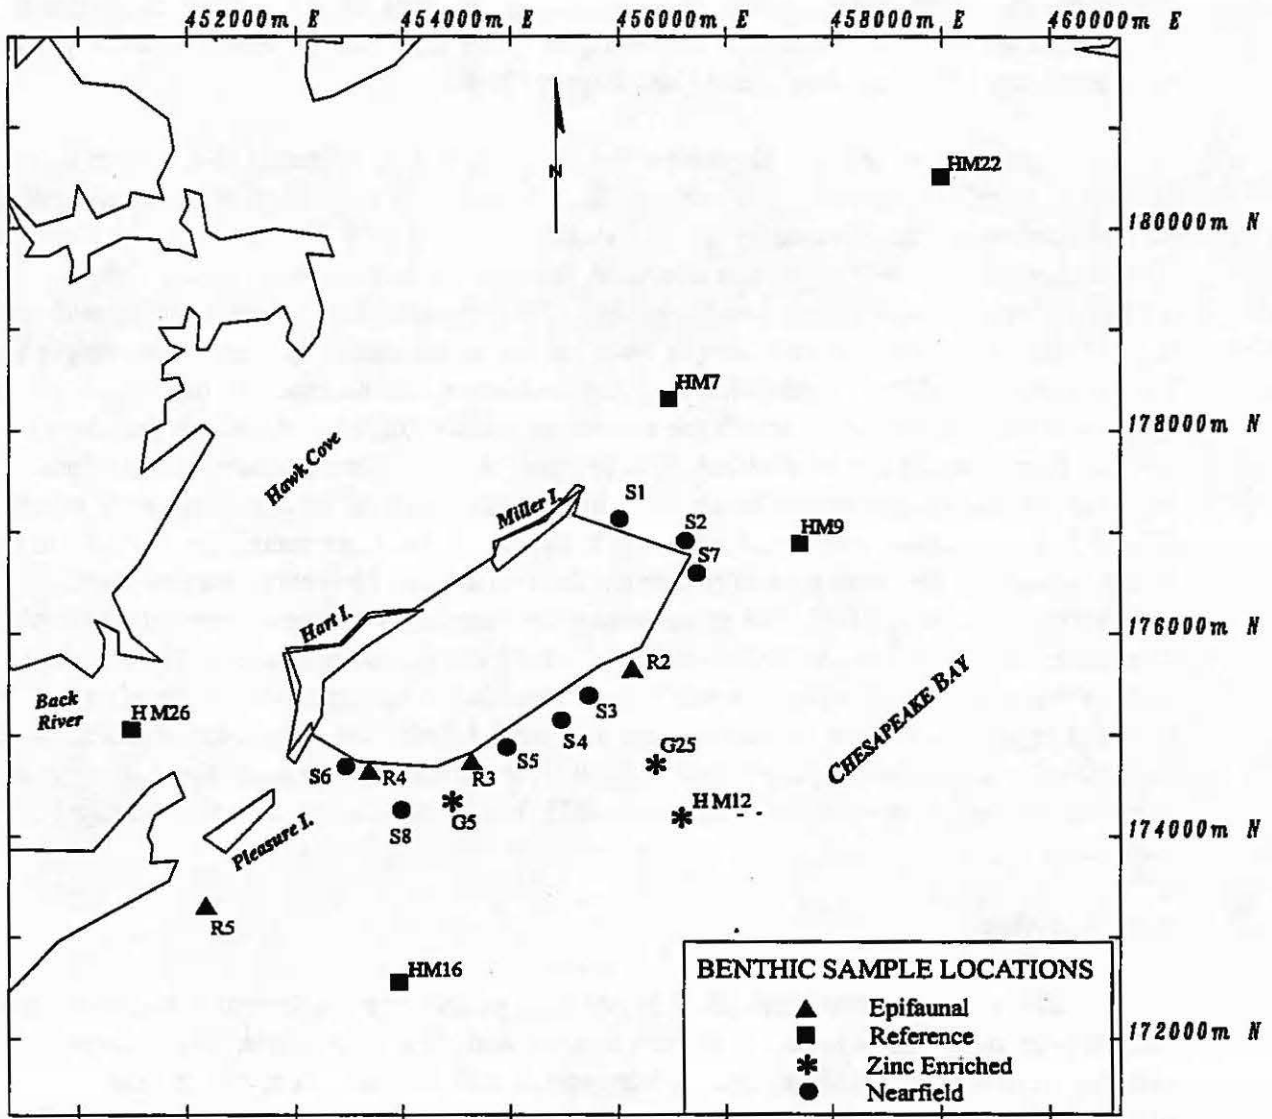 452000m E 454000m E 456000m E 458000m E 460000m E
N
HM22
180000m N
HM7
178000m N
Hawk Cove
Miller I.
S1
S2
HM9
S7
Hart I.
176000m N
R2
Back
River
HM26
S3
S4
CHESAPEAKE BAY
G25
S5
S6
R4
R3
HM12
G5
S8
Pleasure I.
174000m N
R5
HM16
BENTHIC SAMPLE LOCATIONS
Epifaunal
Reference
Zinc Enriched
Nearfield
172000m N